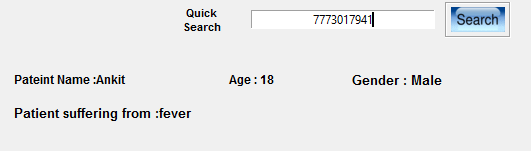 Quick
Search
7773017941
Search
Pateint Name :Ankit
Age : 18
Gender : Male
Patient suffering from :fever